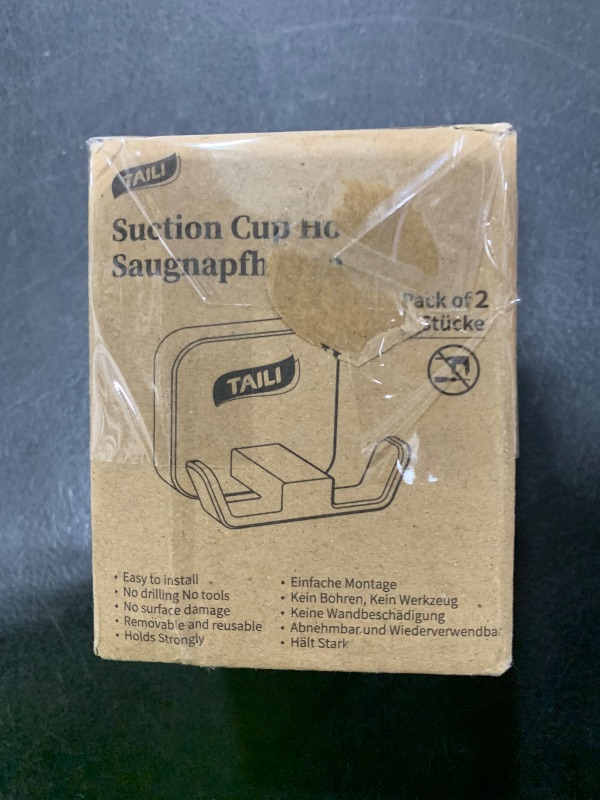 TAILI
Suction Cup Ho
Saugnapfh
Pack of 2
Stücke
TAILI
• Easy to install
• No drilling No tools
• No surface damage
• Removable and reusable
• Holds Strongly
• Einfache Montage
• Kein Bohren, Kein Werkzeug
• Keine Wandbeschädigung
• Abnehmbar und Wiederverwendba
• Hält Stark